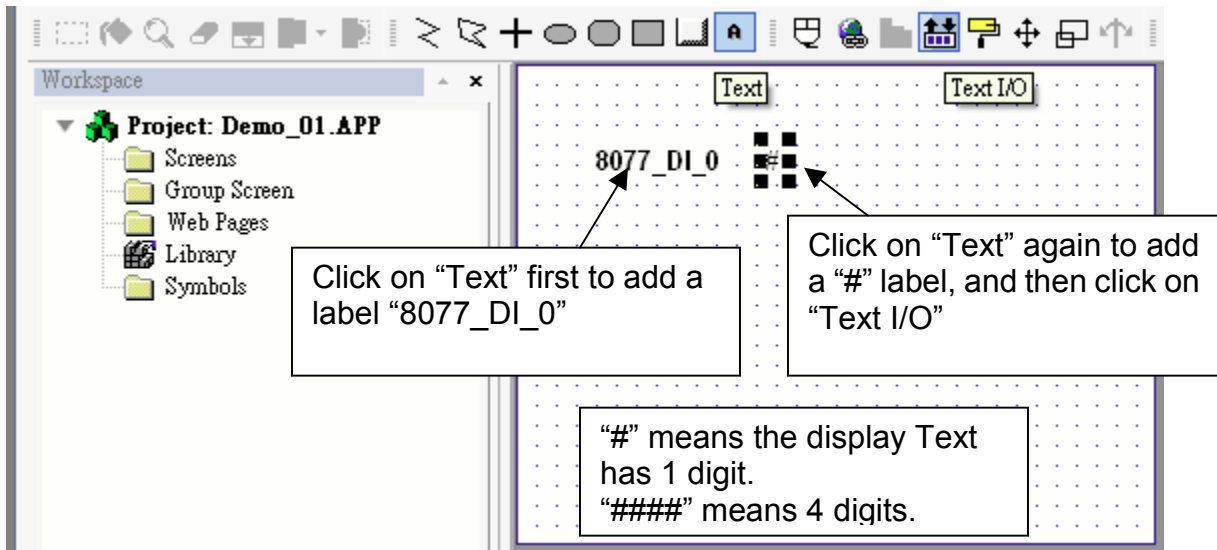 A
Workspace
Text
Text I/O
Project: Demo_01.APP
Screens
Group Screen
Web Pages
Library
Symbols
8077_DI_0
#
Click on “Text” first to add a
label “8077_DI_0”
Click on “Text” again to add
a “#” label, and then click on
“Text I/O”
“#” means the display Text
has 1 digit.
“####” means 4 digits.